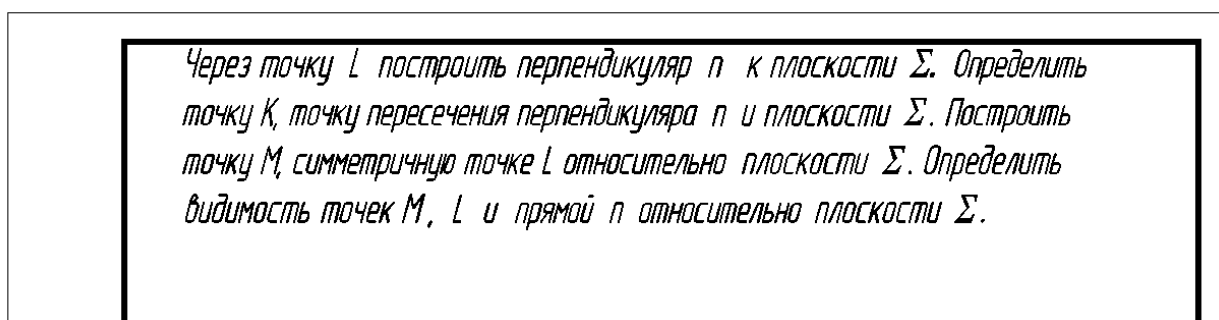 Через точку L построить перпендикуляр n к плоскости Σ. Определить
точку K, точку пересечения перпендикуляра n и плоскости Σ. Построить
точку M, симметричную точке L относительно плоскости Σ. Определить
видимость точек M, L и прямой n относительно плоскости Σ.